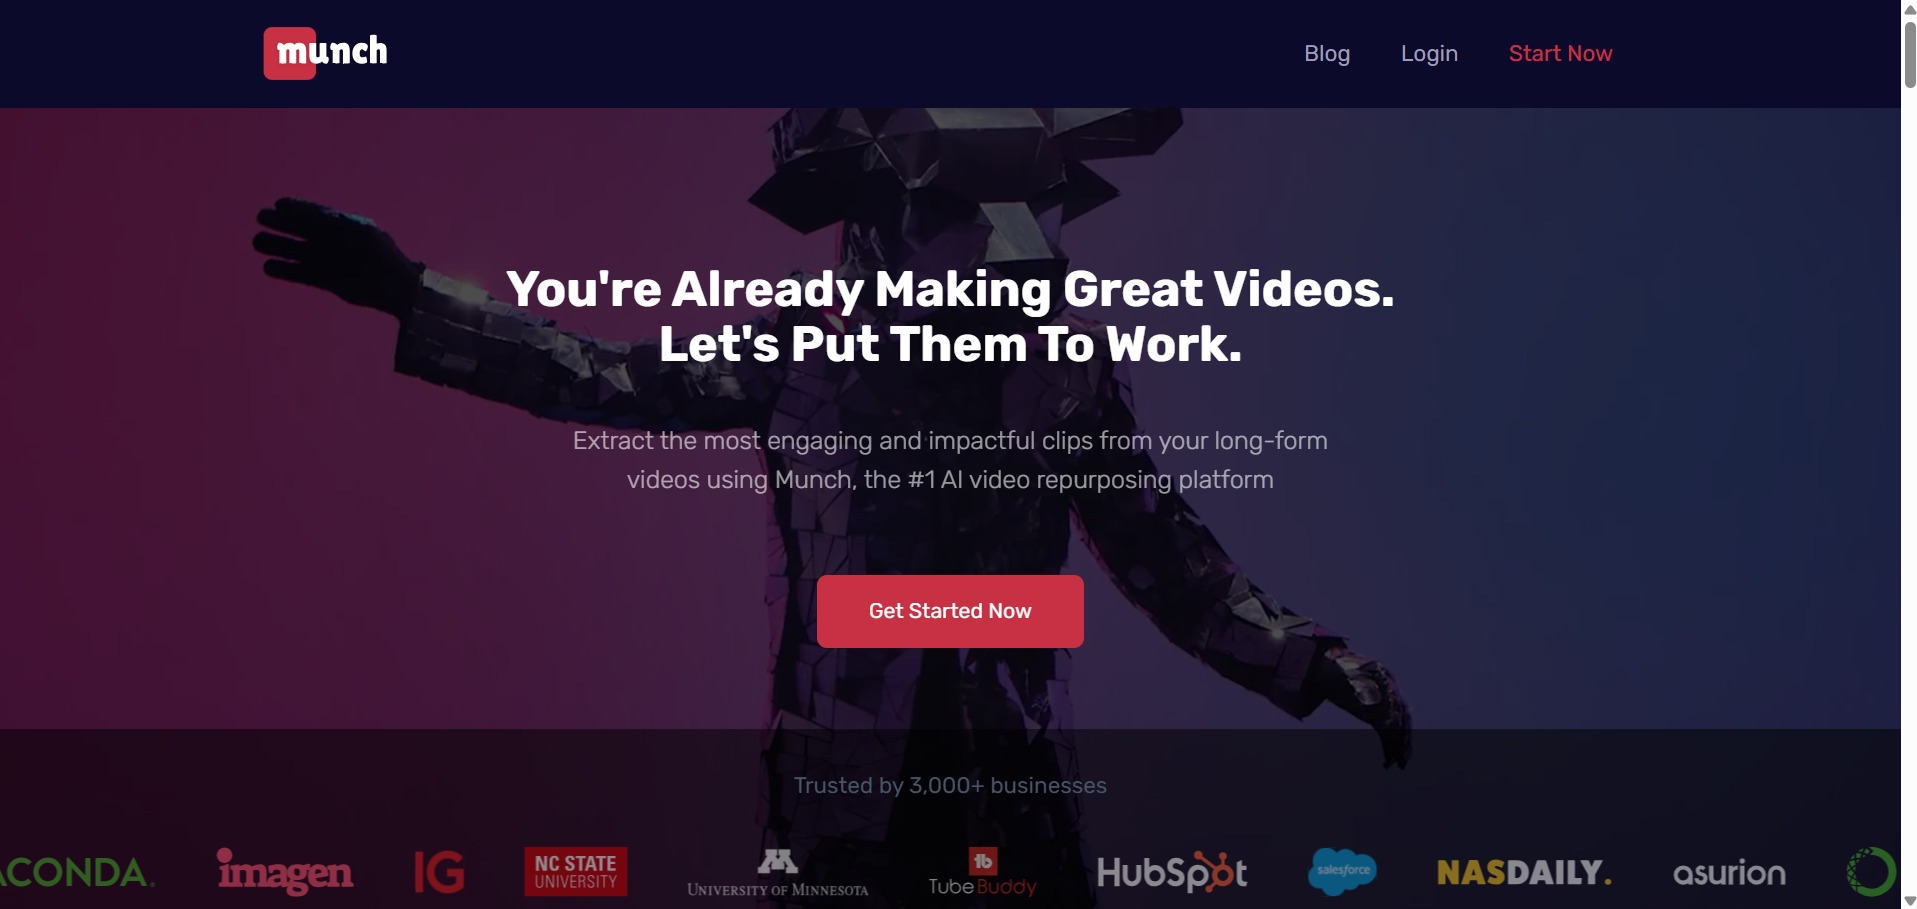 munch
Blog
Login
Start Now
You're Already Making Great Videos.
Let's Put Them To Work.
Extract the most engaging and impactful clips from your long-form
videos using Munch, the #1 AI video repurposing platform
Get Started Now
Trusted by 3,000+ businesses
ACONDA.
imagen
IG
NC STATE
UNIVERSITY
M
UNIVERSITY OF MINNESOTA
tb
TubeBuddy
HubSpot
salesforce
NASDAILY.
asurion